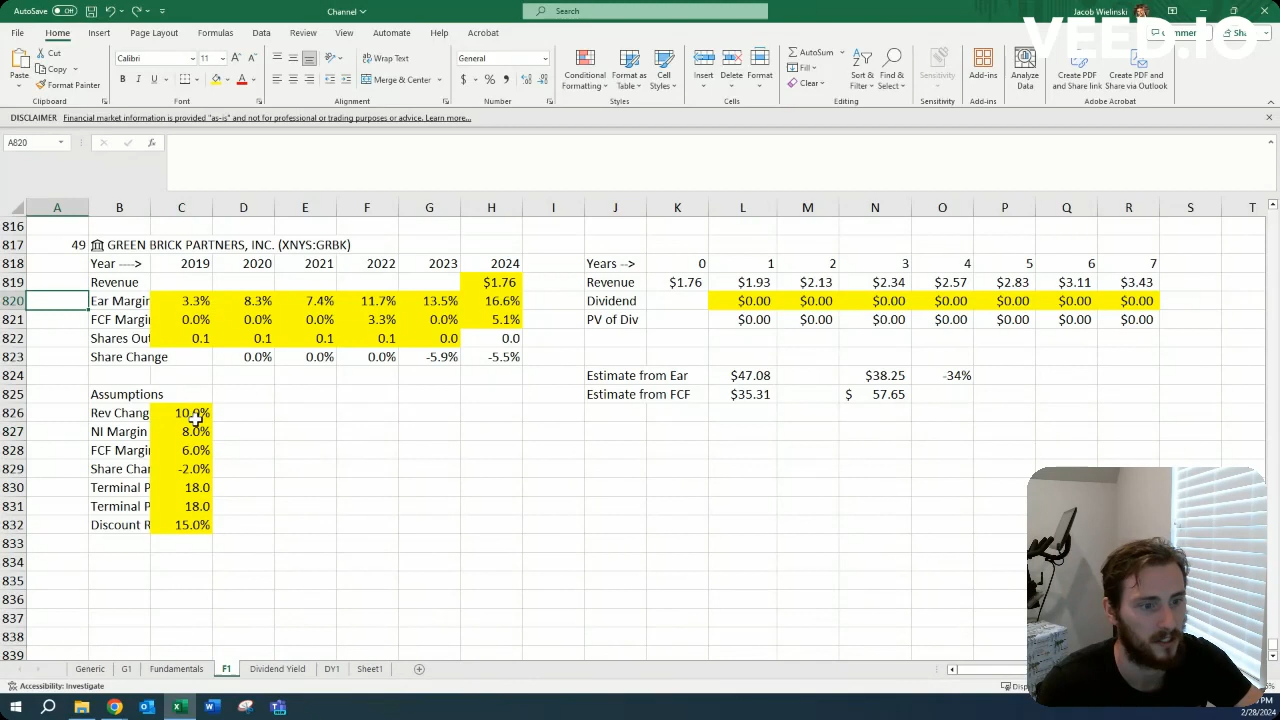 AutoSave Off Channel Search Jacob Wielinski
VEED.IO
File Home Insert Page Layout Formulas Data Review View Automate Help Acrobat Comment Sha
Paste Cut Copy Format Painter
Calibri 11 Wrap Text General Merge & Center
Conditional Formatting Format as Table Cell Styles Insert Delete Format
AutoSum Fill Clear Sort & Filter Find & Select Sensitivity Add-ins Analyze Data Create PDF and Share link Create PDF and Share via Outlook
Clipboard Font Alignment Number Styles Cells Editing Sensitivity Add-ins Adobe Acrobat
DISCLAIMER Financial market information is provided "as-is" and not for professional or trading purposes or advice. Learn more...
A820 fx
A B C D E F G H I J K L M N O P Q R S T
816
817 49 GREEN BRICK PARTNERS, INC. (XNYS:GRBK)
818 Year ----> 2019 2020 2021 2022 2023 2024 Years --> 0 1 2 3 4 5 6 7
819 Revenue $1.76 Revenue $1.76 $1.93 $2.13 $2.34 $2.57 $2.83 $3.11 $3.43
820 Ear Margin 3.3% 8.3% 7.4% 11.7% 13.5% 16.6% Dividend $0.00 $0.00 $0.00 $0.00 $0.00 $0.00 $0.00
821 FCF Margin 0.0% 0.0% 0.0% 3.3% 0.0% 5.1% PV of Div $0.00 $0.00 $0.00 $0.00 $0.00 $0.00 $0.00
822 Shares Out 0.1 0.1 0.1 0.1 0.0 0.0
823 Share Change 0.0% 0.0% 0.0% -5.9% -5.5%
824 Estimate from Ear $47.08 $38.25 -34%
825 Assumptions Estimate from FCF $35.31 $ 57.65
826 Rev Chang 10.0%
827 NI Margin 8.0%
828 FCF Margin 6.0%
829 Share Char -2.0%
830 Terminal P 18.0
831 Terminal P 18.0
832 Discount R 15.0%
833
834
835
836
837
838
839
Generic G1 Fundamentals F1 Dividend Yield DY1 Sheet1
Accessibility: Investigate
2/28/2024